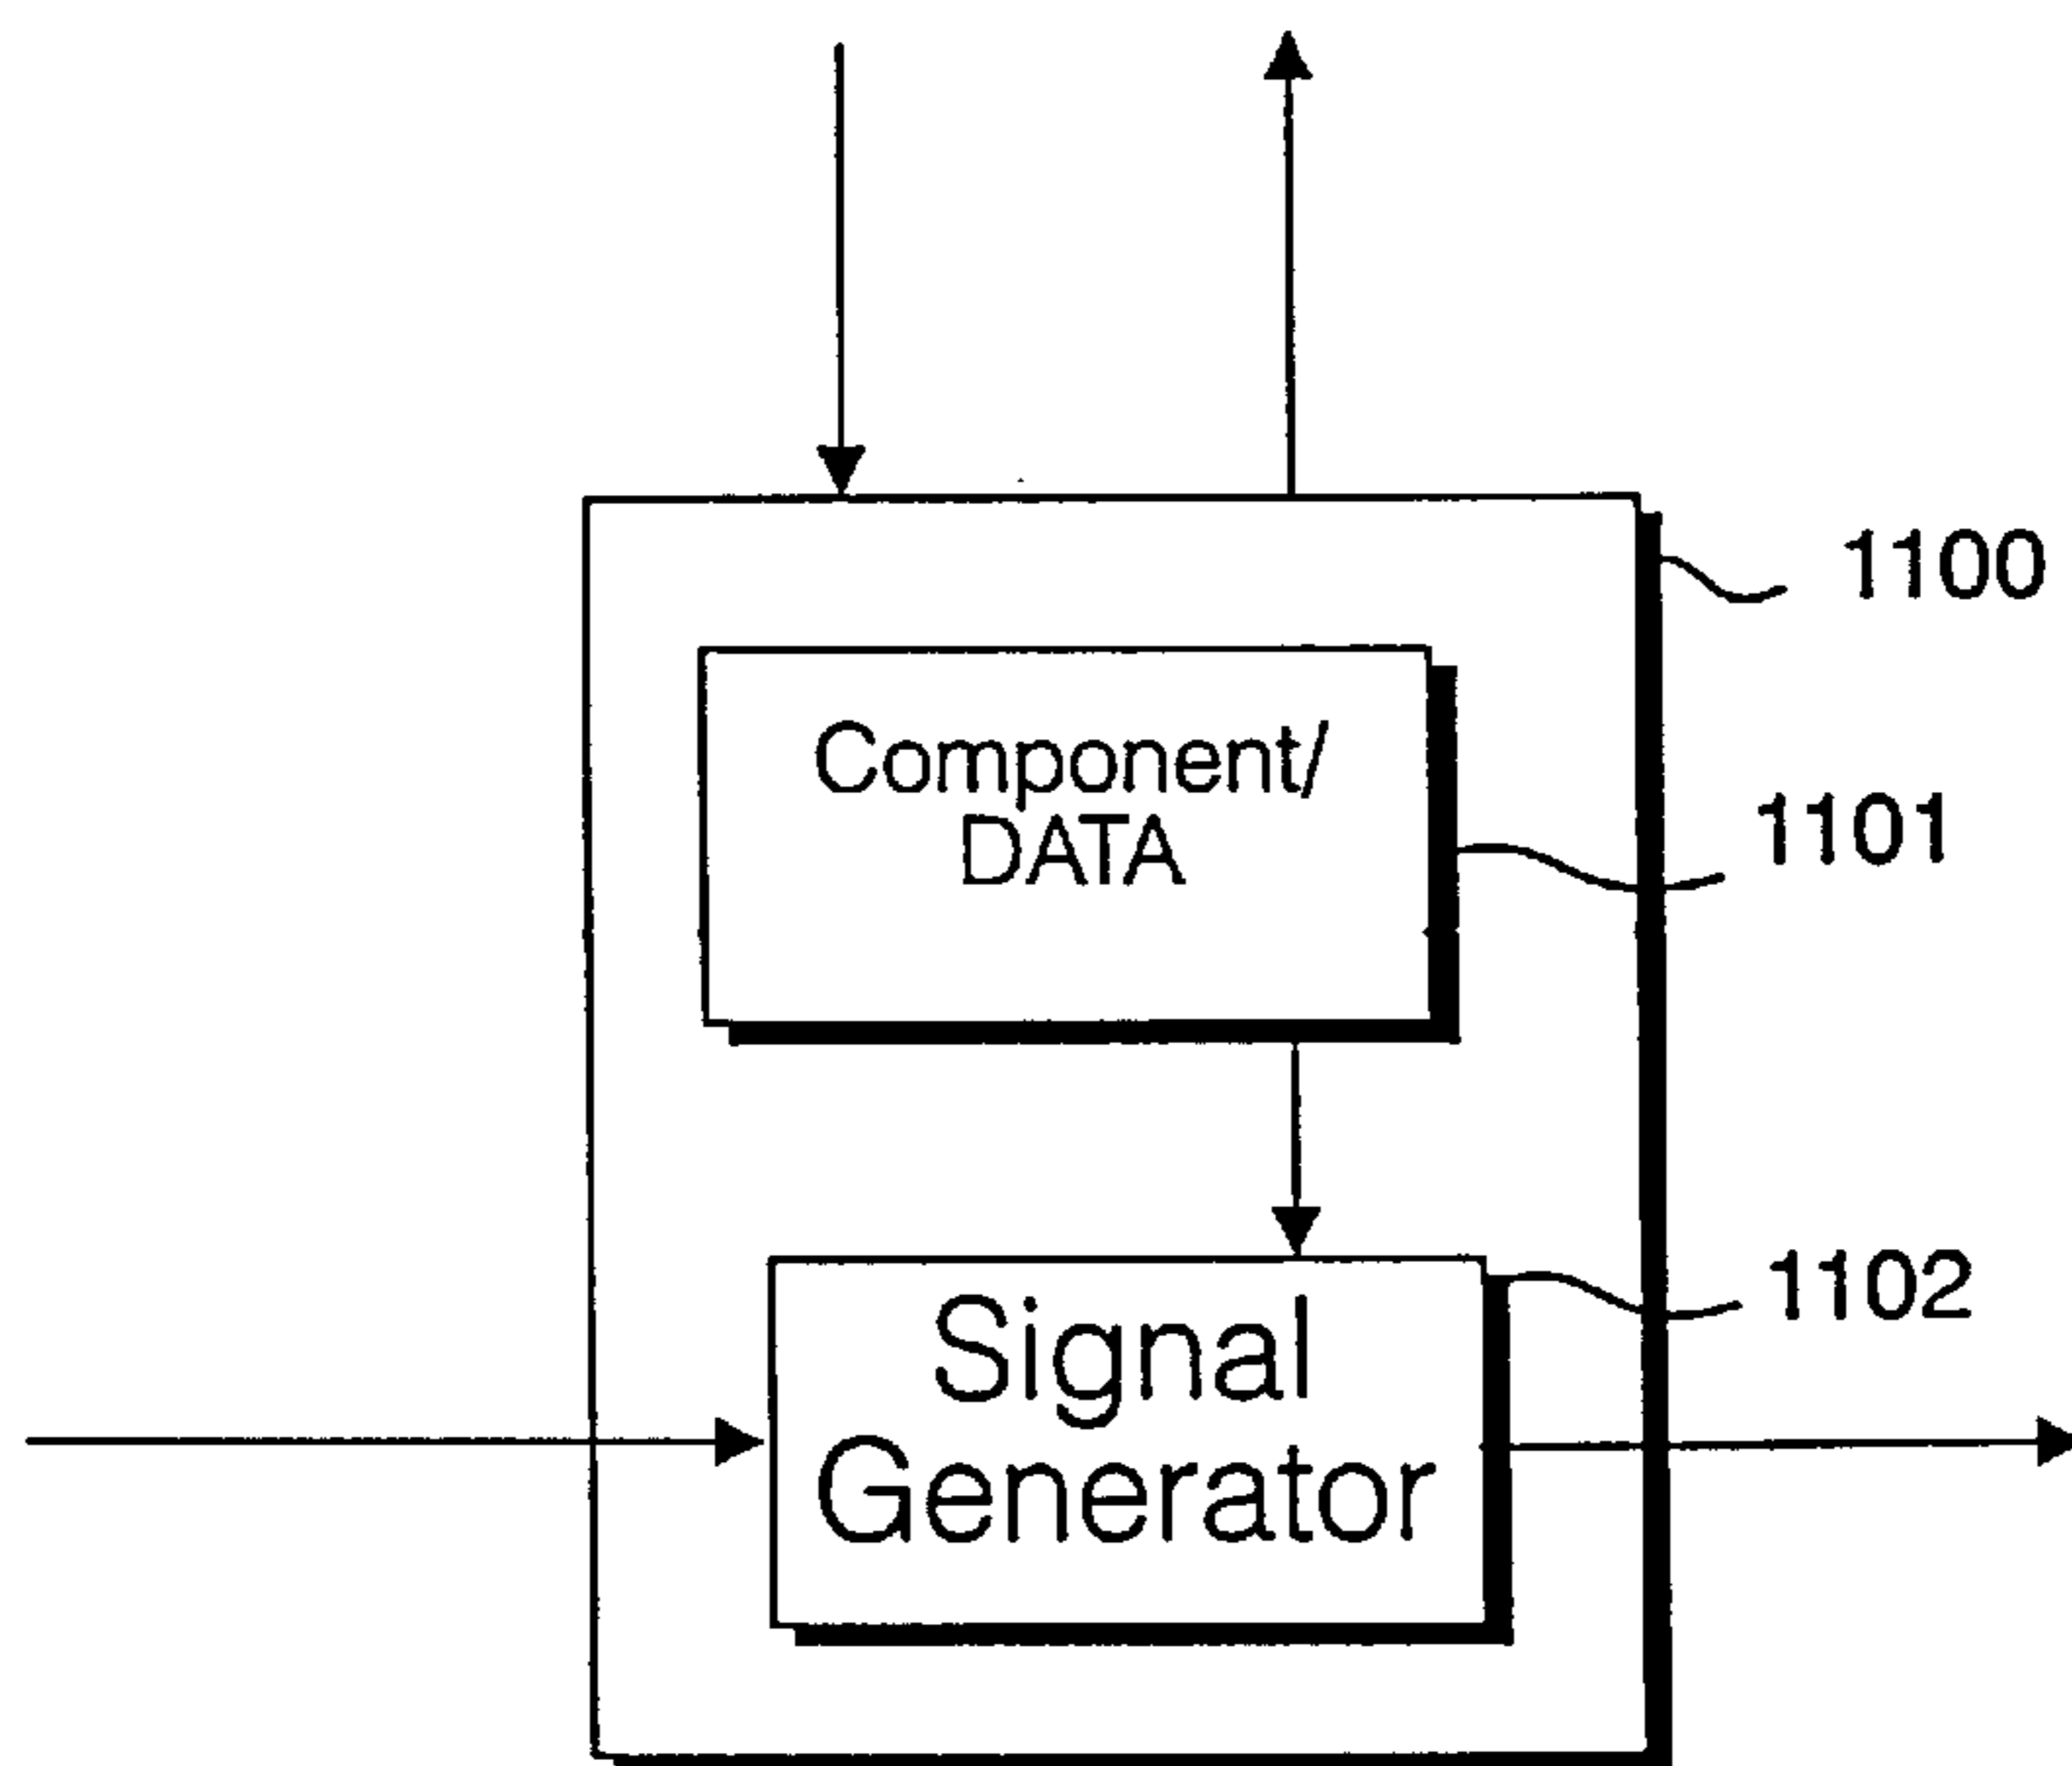 1100
Component/
DATA
1101
1102
Signal
Generator